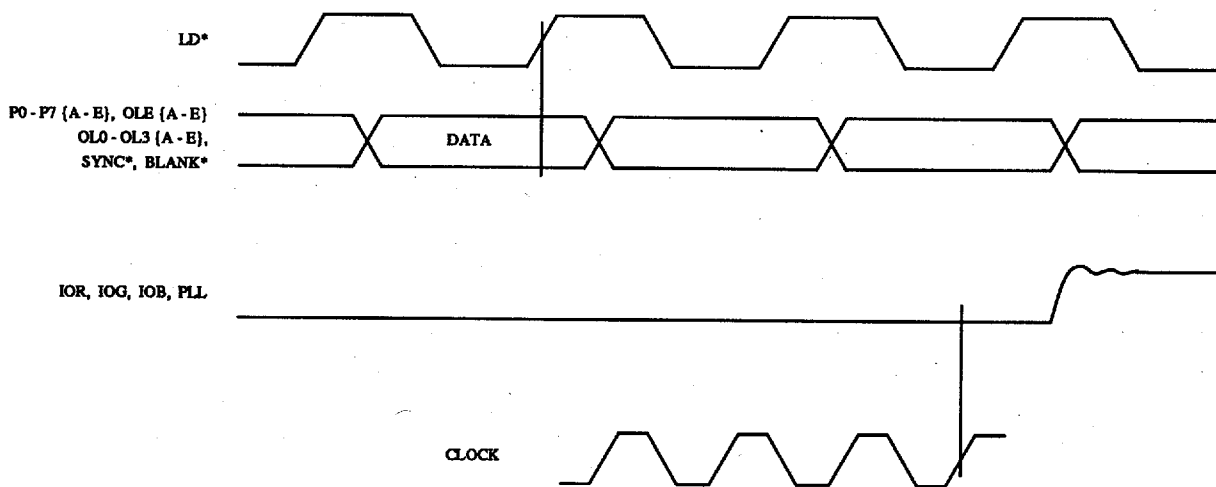 LD*
P0 - P7 {A - E}, OLE {A - E}
OL0 - OL3 {A - E},
SYNC*, BLANK*
DATA
IOR, IOG, IOB, PLL
CLOCK